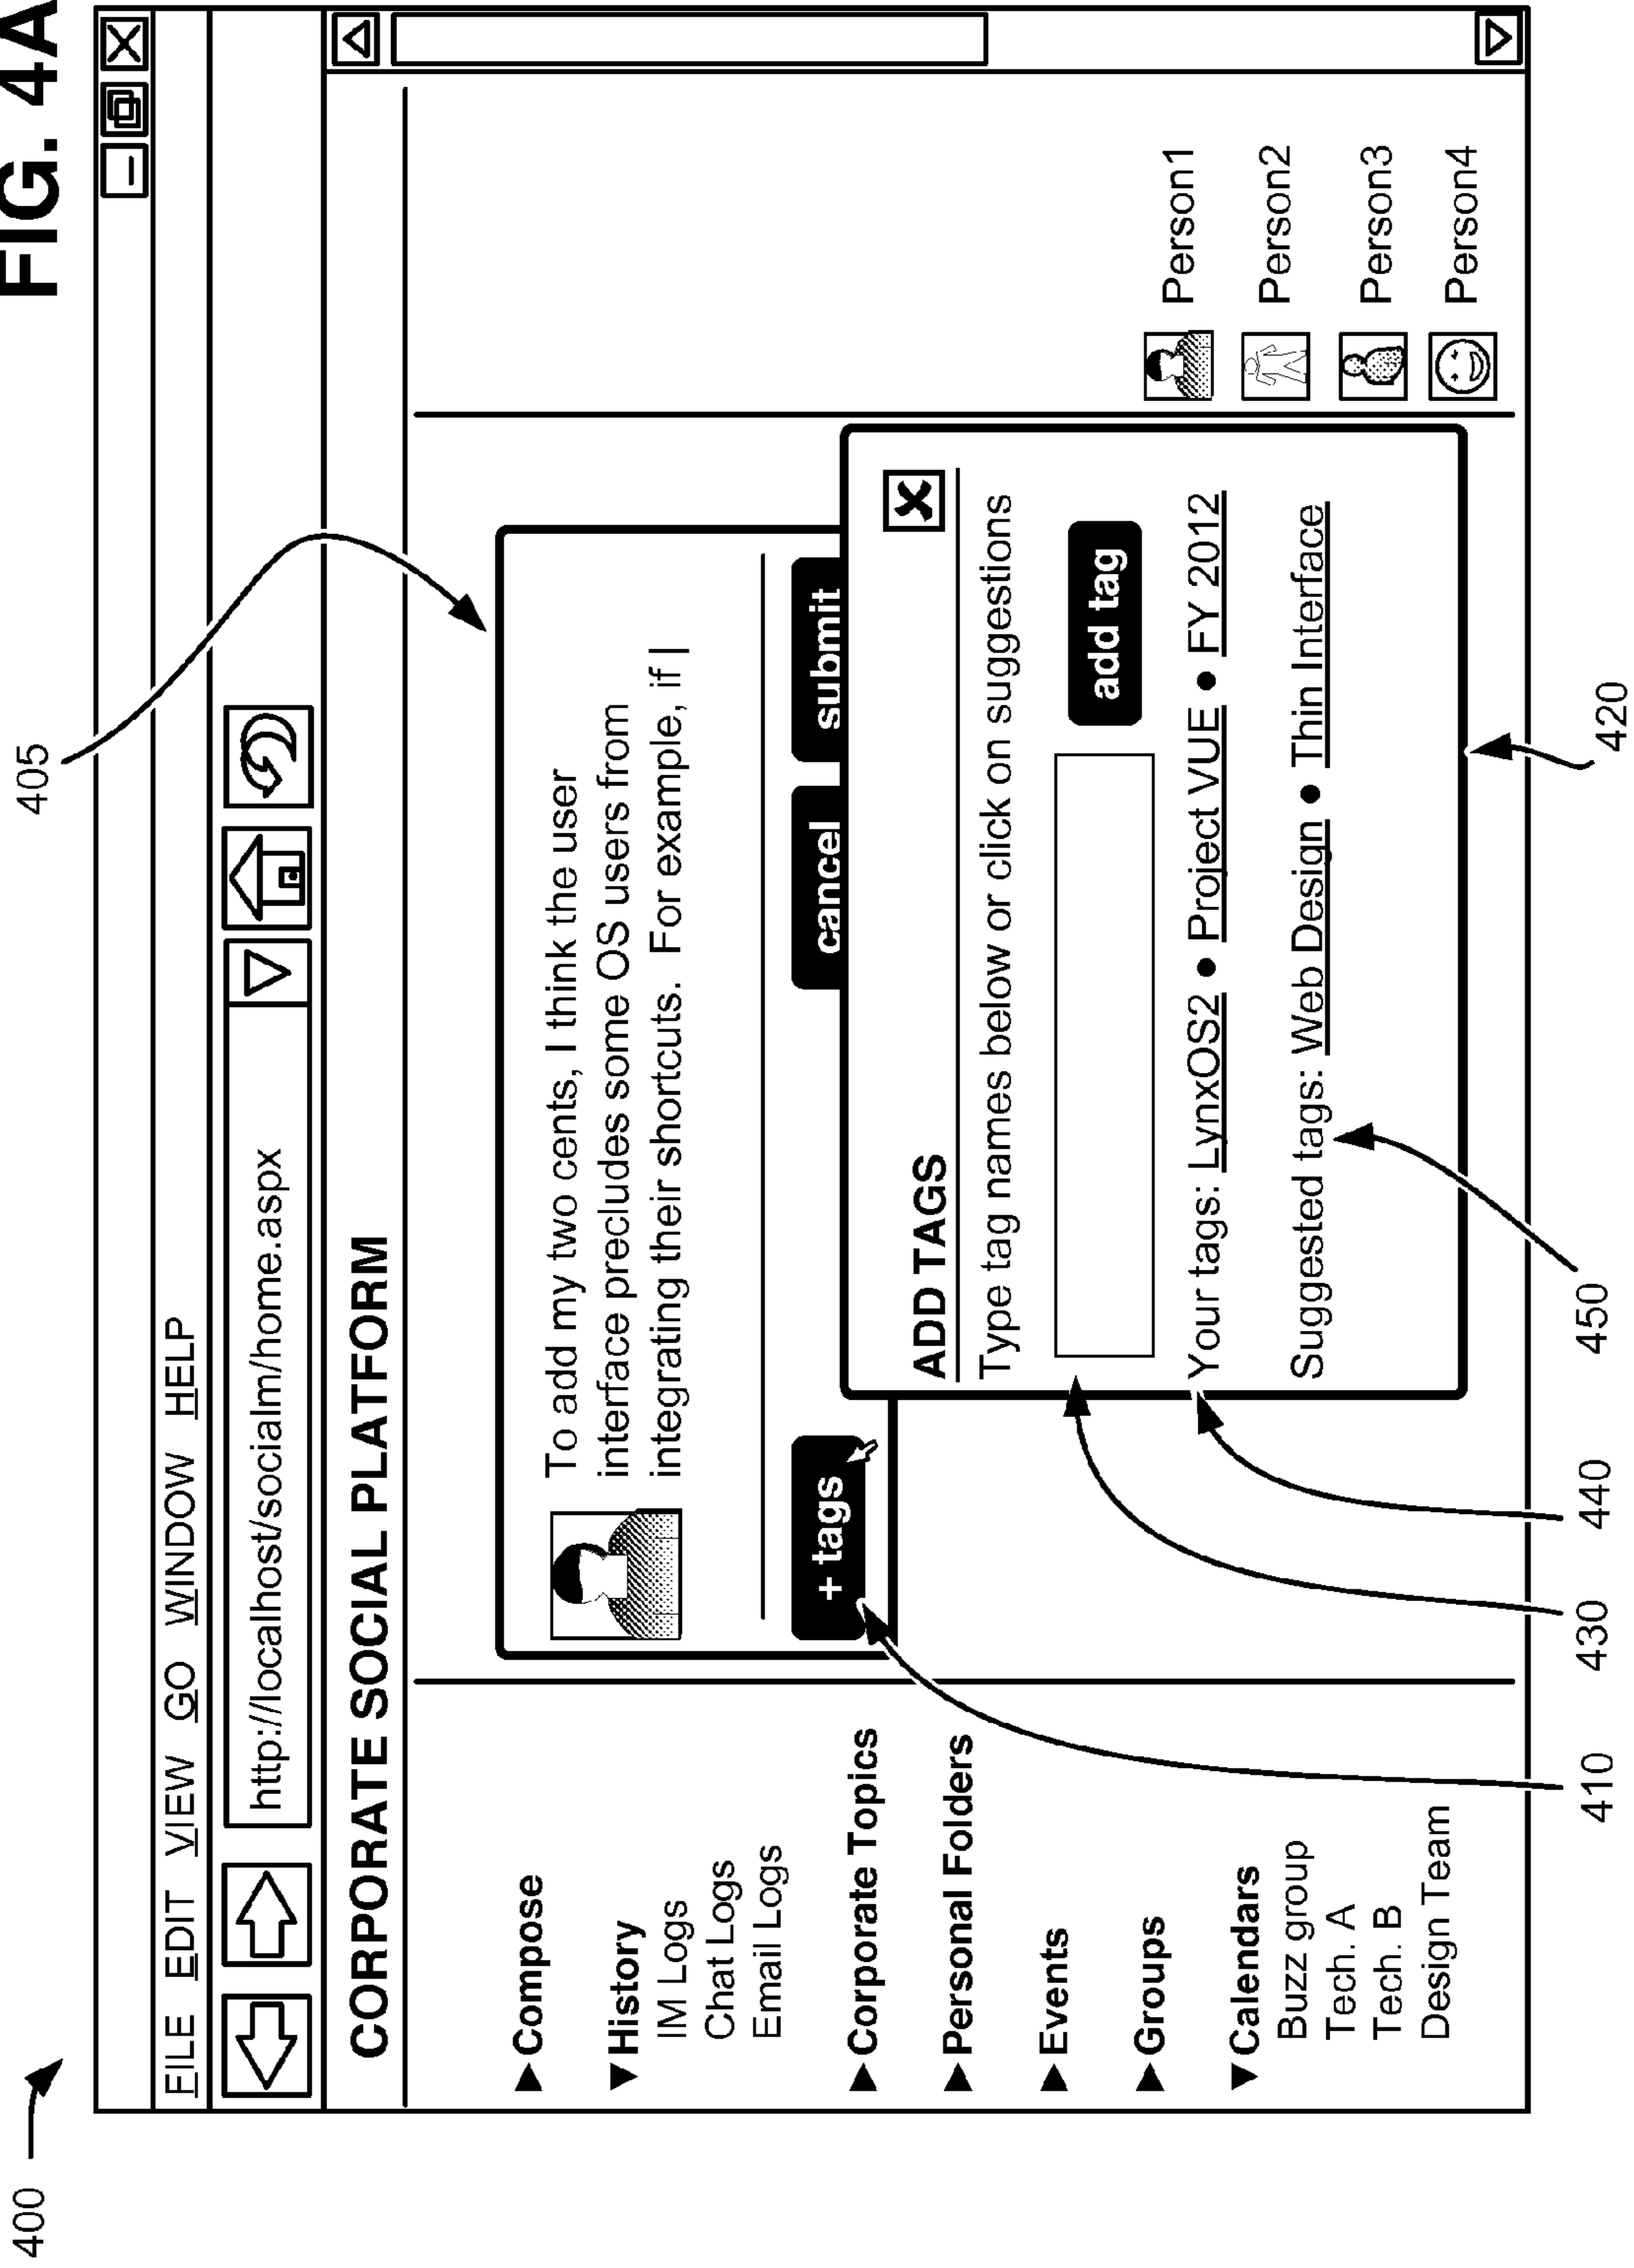 FIG. 4A
400
405
FILE EDIT VIEW GO WINDOW HELP
http://localhost/socialm/home.aspx
CORPORATE SOCIAL PLATFORM
▶Compose
▼History
IM Logs
Chat Logs
Email Logs
▶Corporate Topics
▶Personal Folders
▶Events
▶Groups
▼Calendars
Buzz group
Tech. A
Tech. B
Design Team
To add my two cents, I think the user
interface precludes some OS users from
integrating their shortcuts. For example, if |
+ tags
cancel
submit
ADD TAGS
Type tag names below or click on suggestions
add tag
Your tags: LynxOS2 • Project VUE • FY 2012
Suggested tags: Web Design • Thin Interface
Person1
Person2
Person3
Person4
410
430
440
450
420